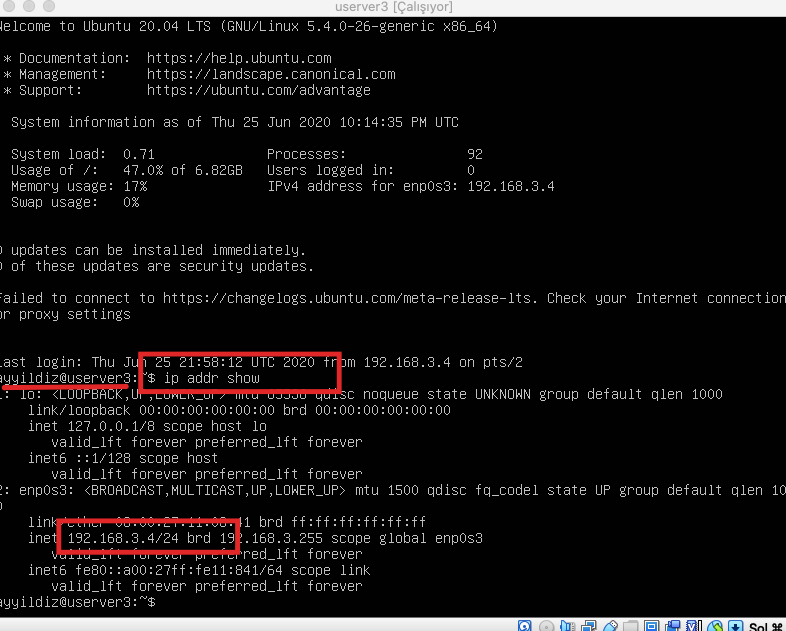 userver3 [Çalışıyor]
Welcome to Ubuntu 20.04 LTS (GNU/Linux 5.4.0-26-generic x86_64)
* Documentation: https://help.ubuntu.com
* Management: https://landscape.canonical.com
* Support: https://ubuntu.com/advantage
System information as of Thu 25 Jun 2020 10:14:35 PM UTC
System load: 0.71 Processes: 92
Usage of /: 47.0% of 6.82GB Users logged in: 0
Memory usage: 17% IPv4 address for enp0s3: 192.168.3.4
Swap usage: 0%
0 updates can be installed immediately.
0 of these updates are security updates.
Failed to connect to https://changelogs.ubuntu.com/meta-release-lts. Check your Internet connection
or proxy settings
Last login: Thu Jun 25 21:58:12 UTC 2020 from 192.168.3.4 on pts/2
ayyildiz@userver3:~$ ip addr show
1: lo: <LOOPBACK,UP,LOWER_UP> mtu 65536 qdisc noqueue state UNKNOWN group default qlen 1000
link/loopback 00:00:00:00:00:00 brd 00:00:00:00:00:00
inet 127.0.0.1/8 scope host lo
valid_lft forever preferred_lft forever
inet6 ::1/128 scope host
valid_lft forever preferred_lft forever
2: enp0s3: <BROADCAST,MULTICAST,UP,LOWER_UP> mtu 1500 qdisc fq_codel state UP group default qlen 100
0
link/ether 08:00:27:11:08:41 brd ff:ff:ff:ff:ff:ff
inet 192.168.3.4/24 brd 192.168.3.255 scope global enp0s3
valid_lft forever preferred_lft forever
inet6 fe80::a00:27ff:fe11:841/64 scope link
valid_lft forever preferred_lft forever
ayyildiz@userver3:~$
Sol ⌘